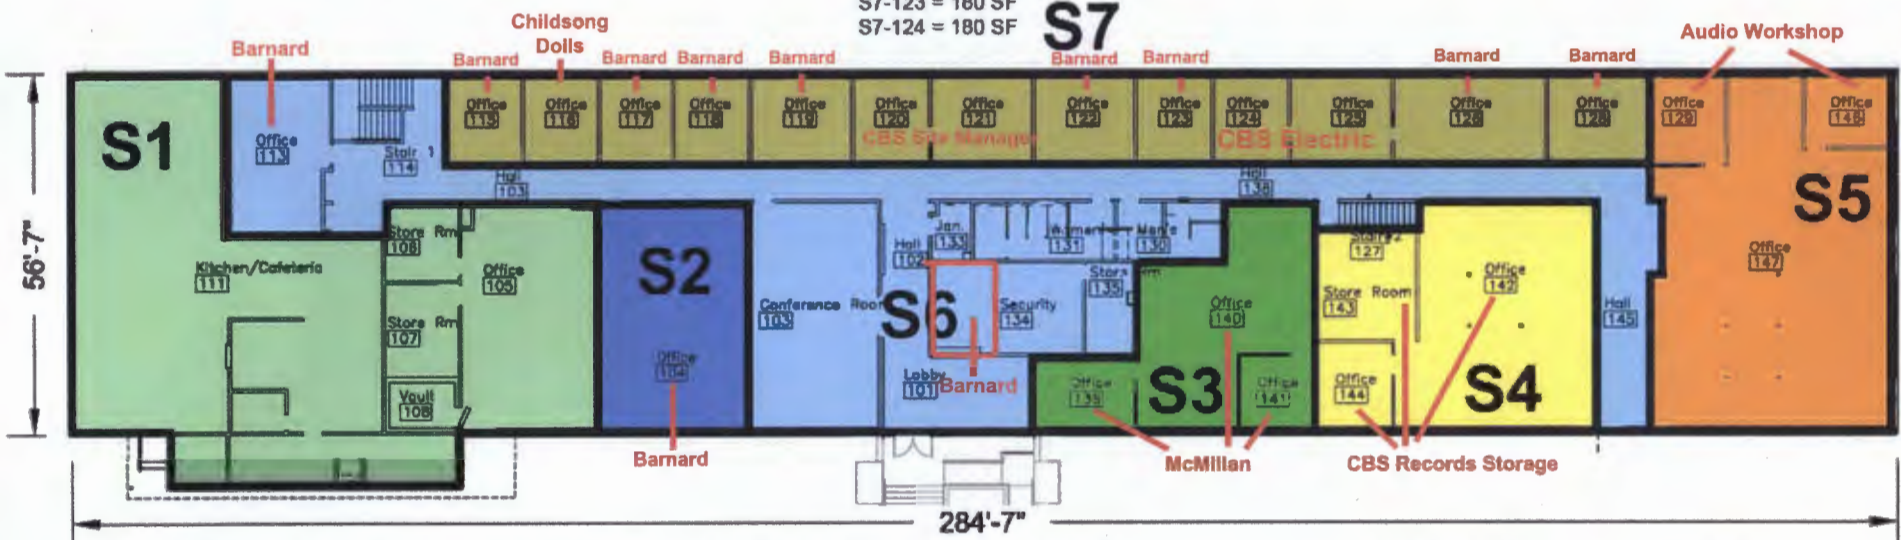 S7-123 = 180 SF
S7-124 = 180 SF
S7
Childsong
Dolls
Audio Workshop
Barnard
Barnard
Barnard
Barnard
Barnard
Barnard
Barnard
Barnard
Barnard
S1
Office
113
Stair 1
114
Office
115
Office
116
Office
117
Office
118
Office
119
Office
120
Office
121
Office
122
Office
123
Office
124
Office
125
Office
126
Office
128
Office
129
Office
146
CBS Site Manager
CBS Electric
Hall
103
Hall
138
S5
56'-7"
Store Rm
106
Kitchen/Cafeteria
111
Office
105
Store Rm
107
Vault
108
S2
Office
104
Conference Room
103
Hall
102
Jan.
133
Women
131
Men's
130
S6
Security
134
Store Rm
135
Lobby
101
Barnard
Office
140
S3
Office
139
Office
141
127
Store Room
143
Office
142
Office
144
S4
Hall
145
Office
147
Barnard
McMillan
CBS Records Storage
284'-7"